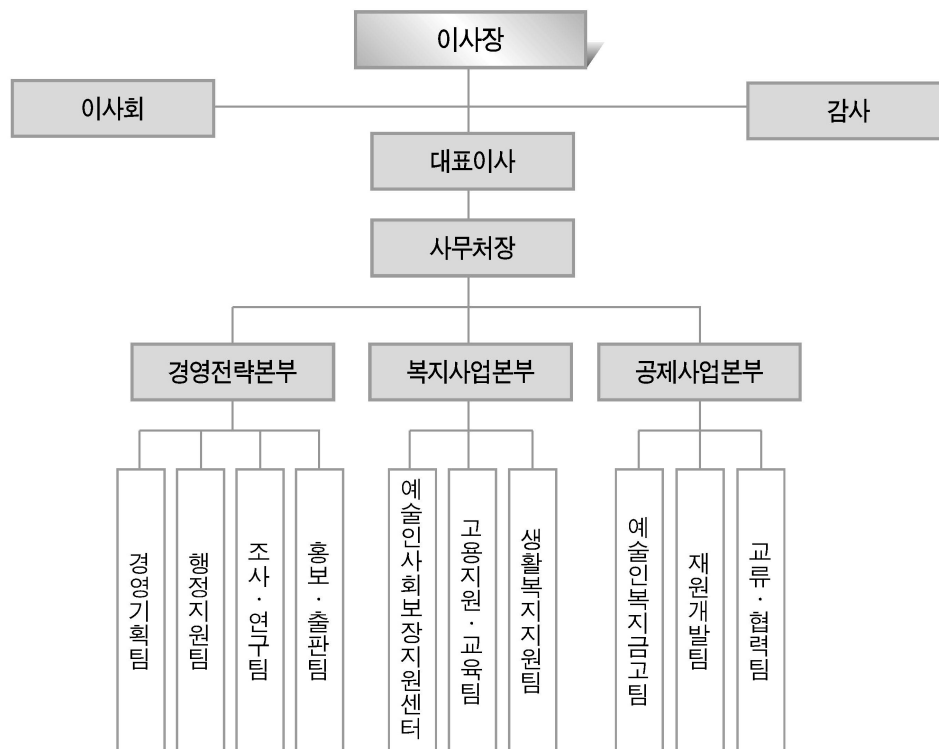 이사장
이사회
감사
대표이사
사무처장
경영전략본부
복지사업본부
공제사업본부
경영기획팀
행정지원팀
조사·연구팀
홍보·출판팀
예술인사회보장지원센터
고용지원·교육팀
생활복지지원팀
예술인복지금고팀
재원개발팀
교류·협력팀